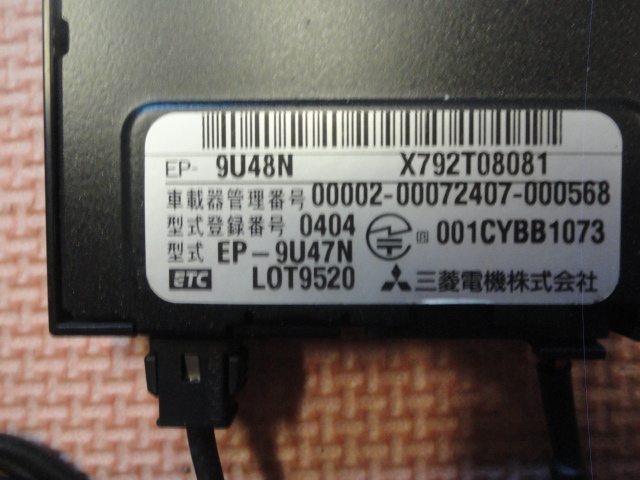 EP- 9U48N X792T08081
車載器管理番号 00002-00072407-000568
型式登録番号 0404
001CYBB1073
型式 EP-9U47N
ETC LOT9520 三菱電機株式会社